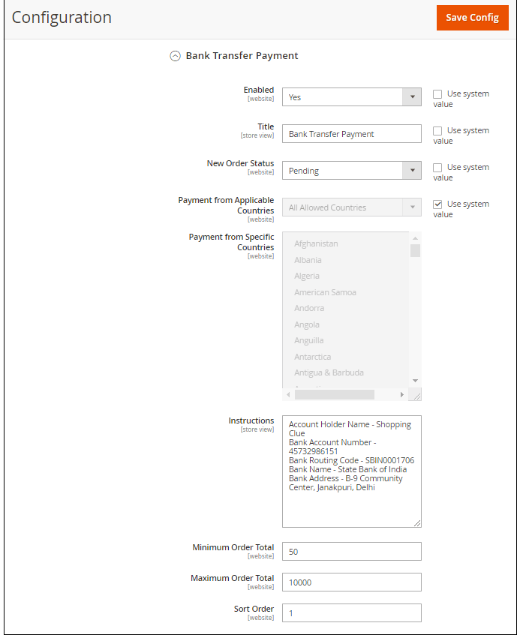 Configuration
Save Config
Bank Transfer Payment
Enabled
[website]
Yes
Use system
value
Title
[store view]
Bank Transfer Payment
Use system
value
New Order Status
[website]
Pending
Use system
value
Payment from Applicable
Countries
[website]
All Allowed Countries
Use system
value
Payment from Specific
Countries
[website]
Afghanistan
Albania
Algeria
American Samoa
Andorra
Angola
Anguilla
Antarctica
Antigua & Barbuda
Instructions
[store view]
Account Holder Name - Shopping
Clue
Bank Account Number -
45732986151
Bank Routing Code - SBIN0001706
Bank Name - State Bank of India
Bank Address - B-9 Community
Center, Janakpuri, Delhi
Minimum Order Total
[website]
50
Maximum Order Total
[website]
10000
Sort Order
[website]
1